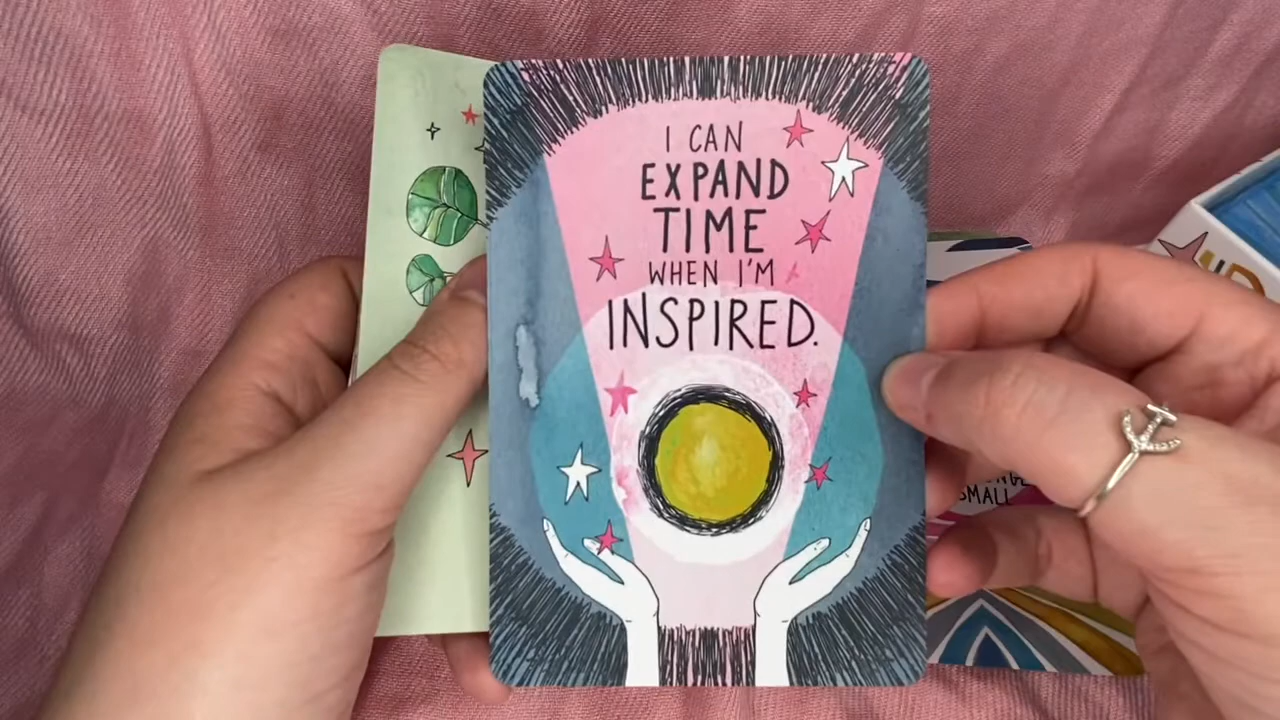 I CAN
EXPAND
TIME
WHEN I'M
INSPIRED.
SMALL